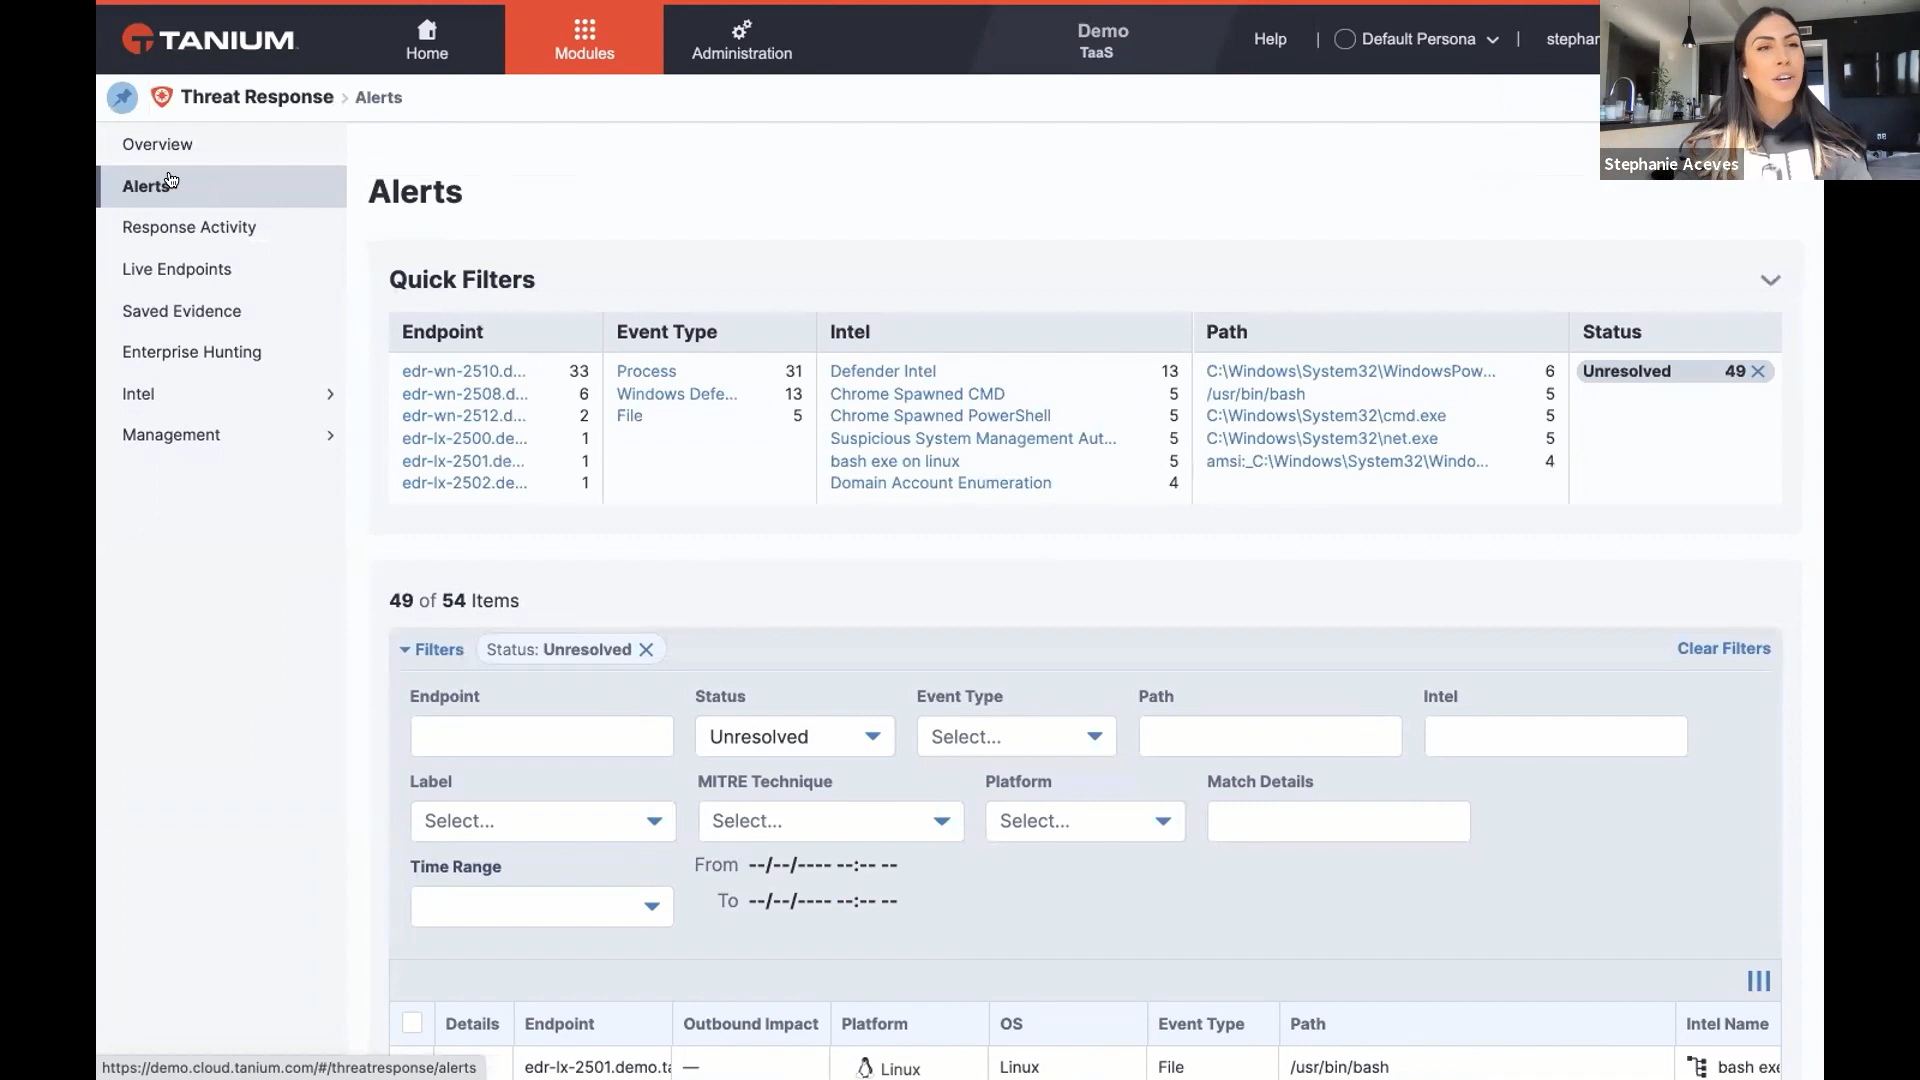 TANIUM
Home
Modules
Administration
Demo
TaaS
Help
|
Default Persona
|
stephan
Stephanie Aceves
Threat Response > Alerts
Overview
Alerts
Response Activity
Live Endpoints
Saved Evidence
Enterprise Hunting
Intel
Management
Alerts
Quick Filters
Endpoint Event Type Intel Path Status
edr-wn-2510.d... 33 Process 31 Defender Intel 13 C:\Windows\System32\WindowsPow... 6 Unresolved 49
edr-wn-2508.d... 6 Windows Defe... 13 Chrome Spawned CMD 5 /usr/bin/bash 5
edr-wn-2512.d... 2 File 5 Chrome Spawned PowerShell 5 C:\Windows\System32\cmd.exe 5
edr-lx-2500.de... 1 Suspicious System Management Aut... 5 C:\Windows\System32\net.exe 5
edr-lx-2501.de... 1 bash exe on linux 5 amsi:_C:\Windows\System32\Windo... 4
edr-lx-2502.de... 1 Domain Account Enumeration 4
49 of 54 Items
Filters Status: Unresolved Clear Filters
Endpoint Status Event Type Path Intel
Unresolved Select...
Label MITRE Technique Platform Match Details
Select... Select... Select...
Time Range From --/--/---- --:-- --
To --/--/---- --:-- --
Details Endpoint Outbound Impact Platform OS Event Type Path Intel Name
edr-lx-2501.demo.ta — Linux Linux File /usr/bin/bash bash exe
https://demo.cloud.tanium.com/#/threatresponse/alerts